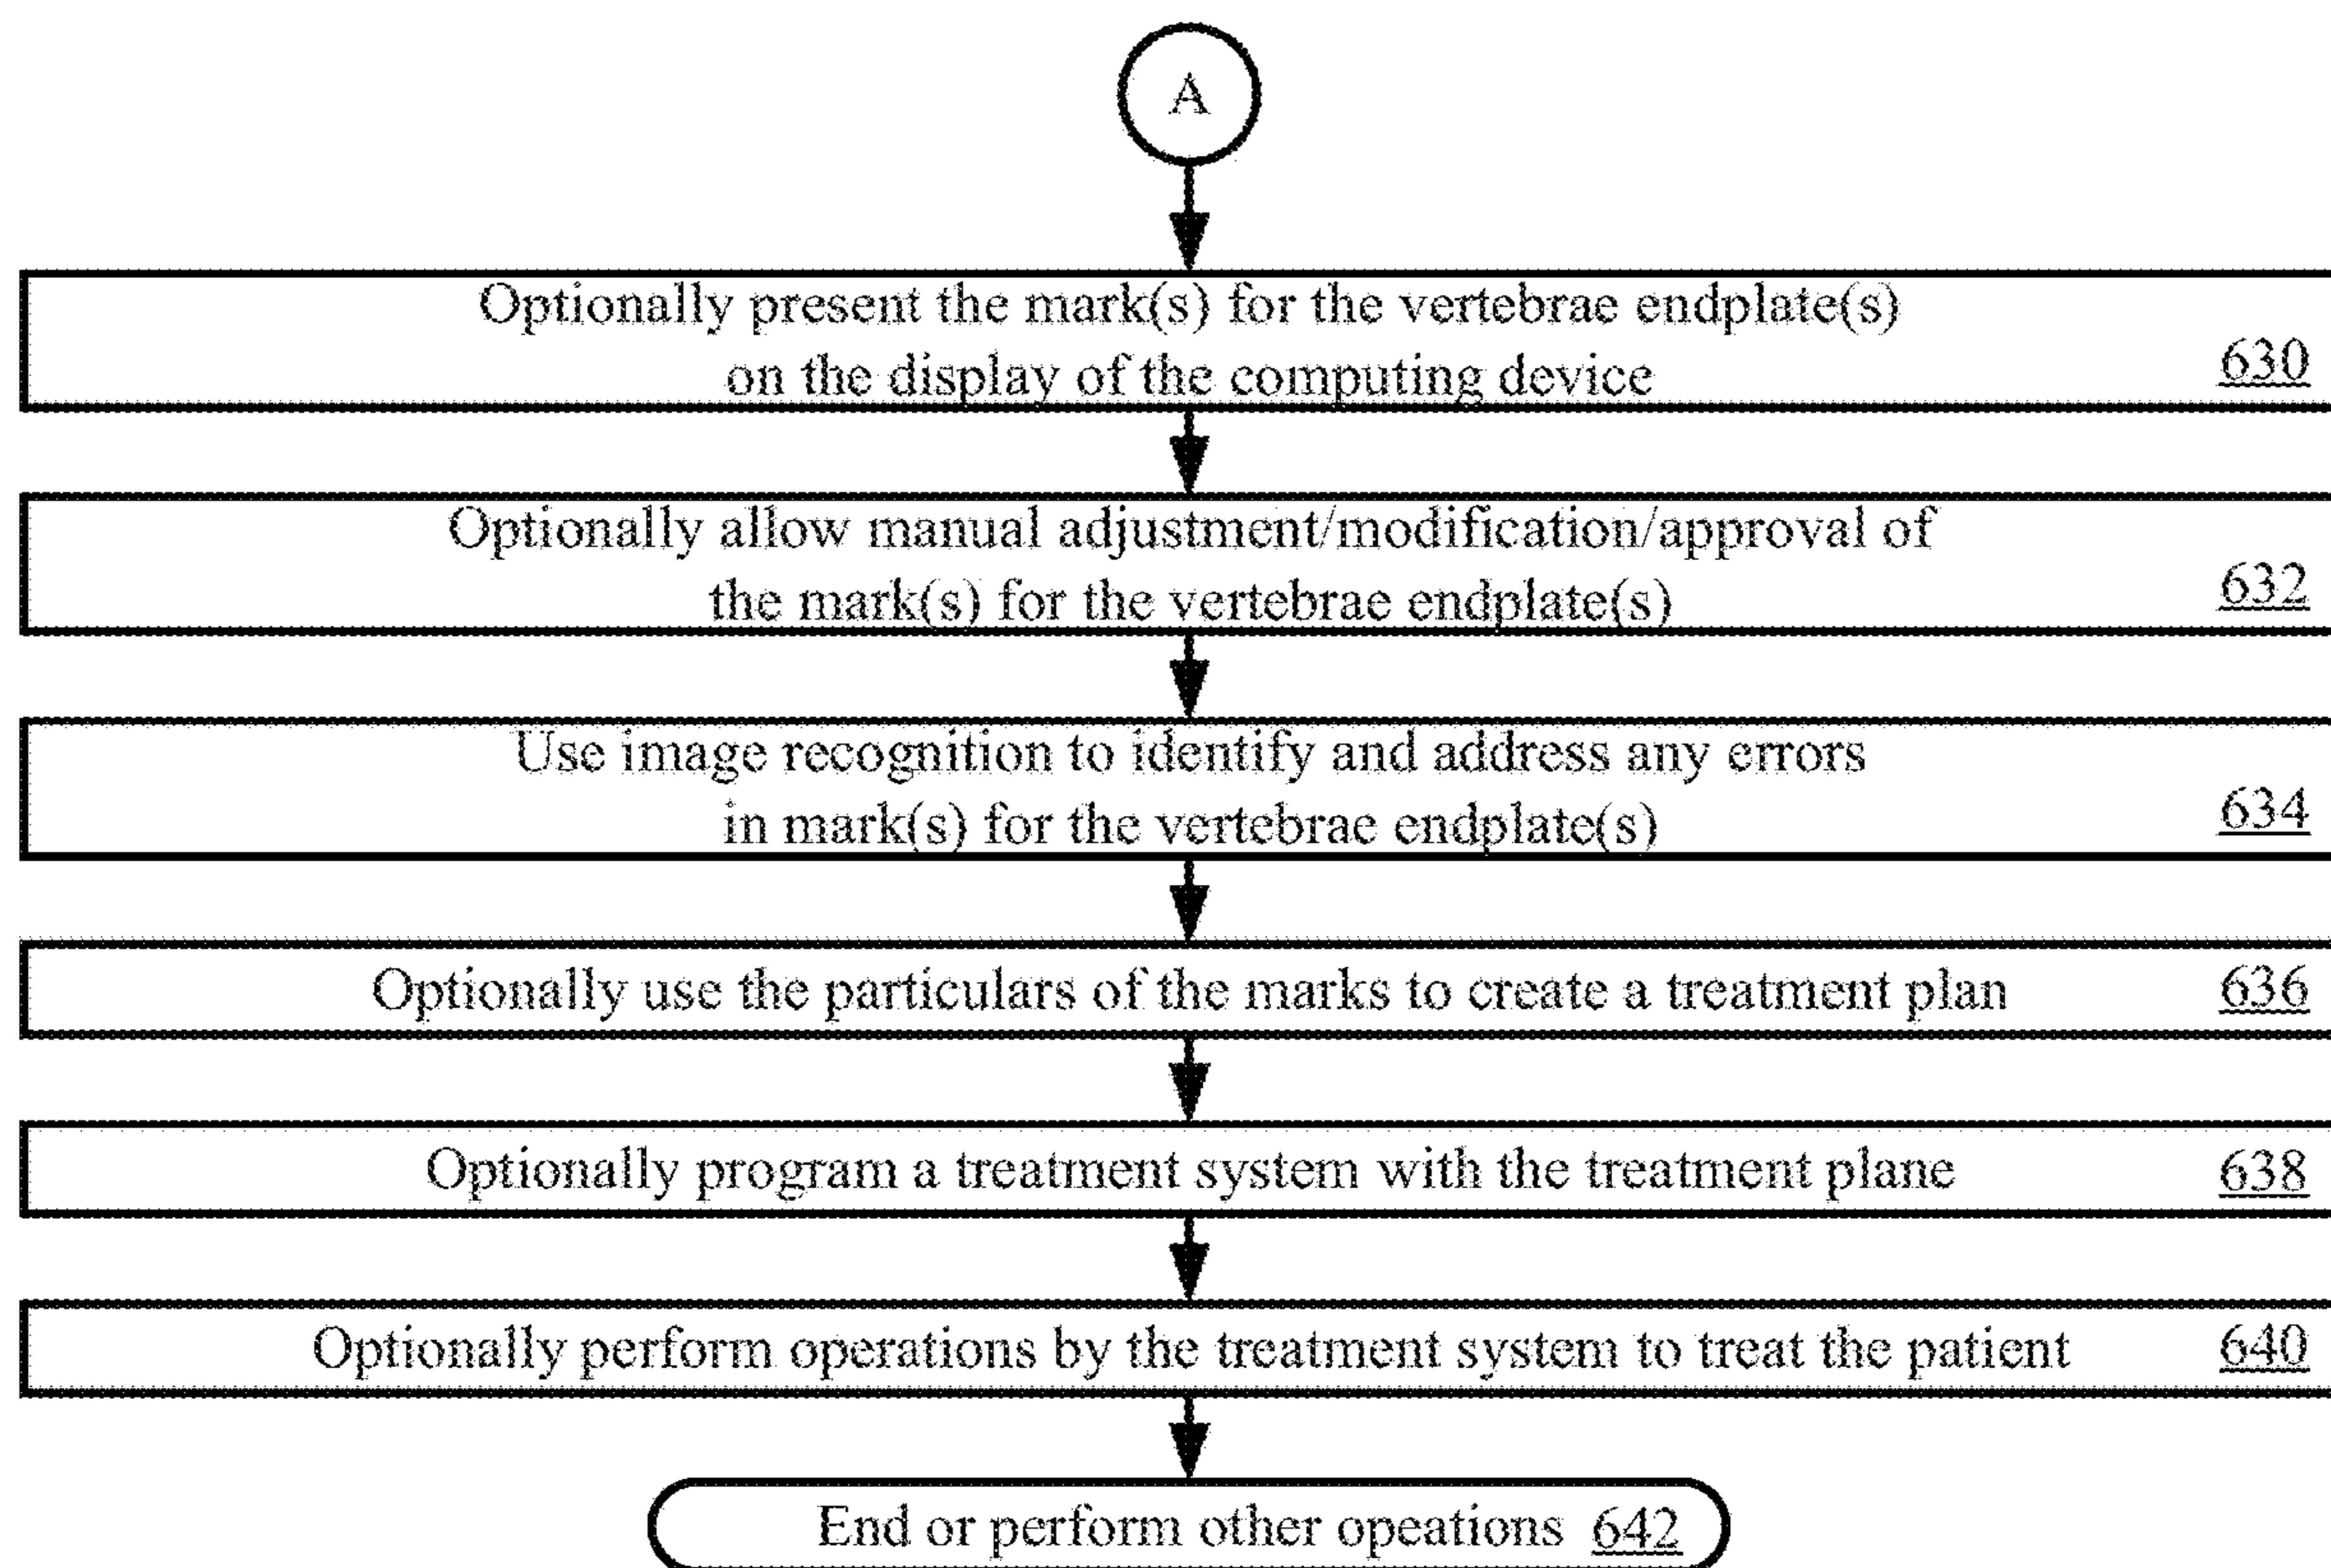 A
Optionally present the mark(s) for the vertebrae endplate(s)
on the display of the computing device 630
Optionally allow manual adjustment/modification/approval of
the mark(s) for the vertebrae endplate(s) 632
Use image recognition to identify and address any errors
in mark(s) for the vertebrae endplate(s) 634
Optionally use the particulars of the marks to create a treatment plan 636
Optionally program a treatment system with the treatment plane 638
Optionally perform operations by the treatment system to treat the patient 640
End or perform other opeations 642